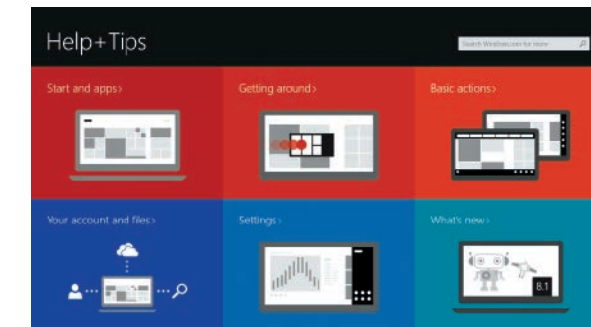 Help+Tips
Search Windows.com for more
Start and apps›
Getting around›
Basic actions›
Your account and files›
Settings›
What's new›
8.1